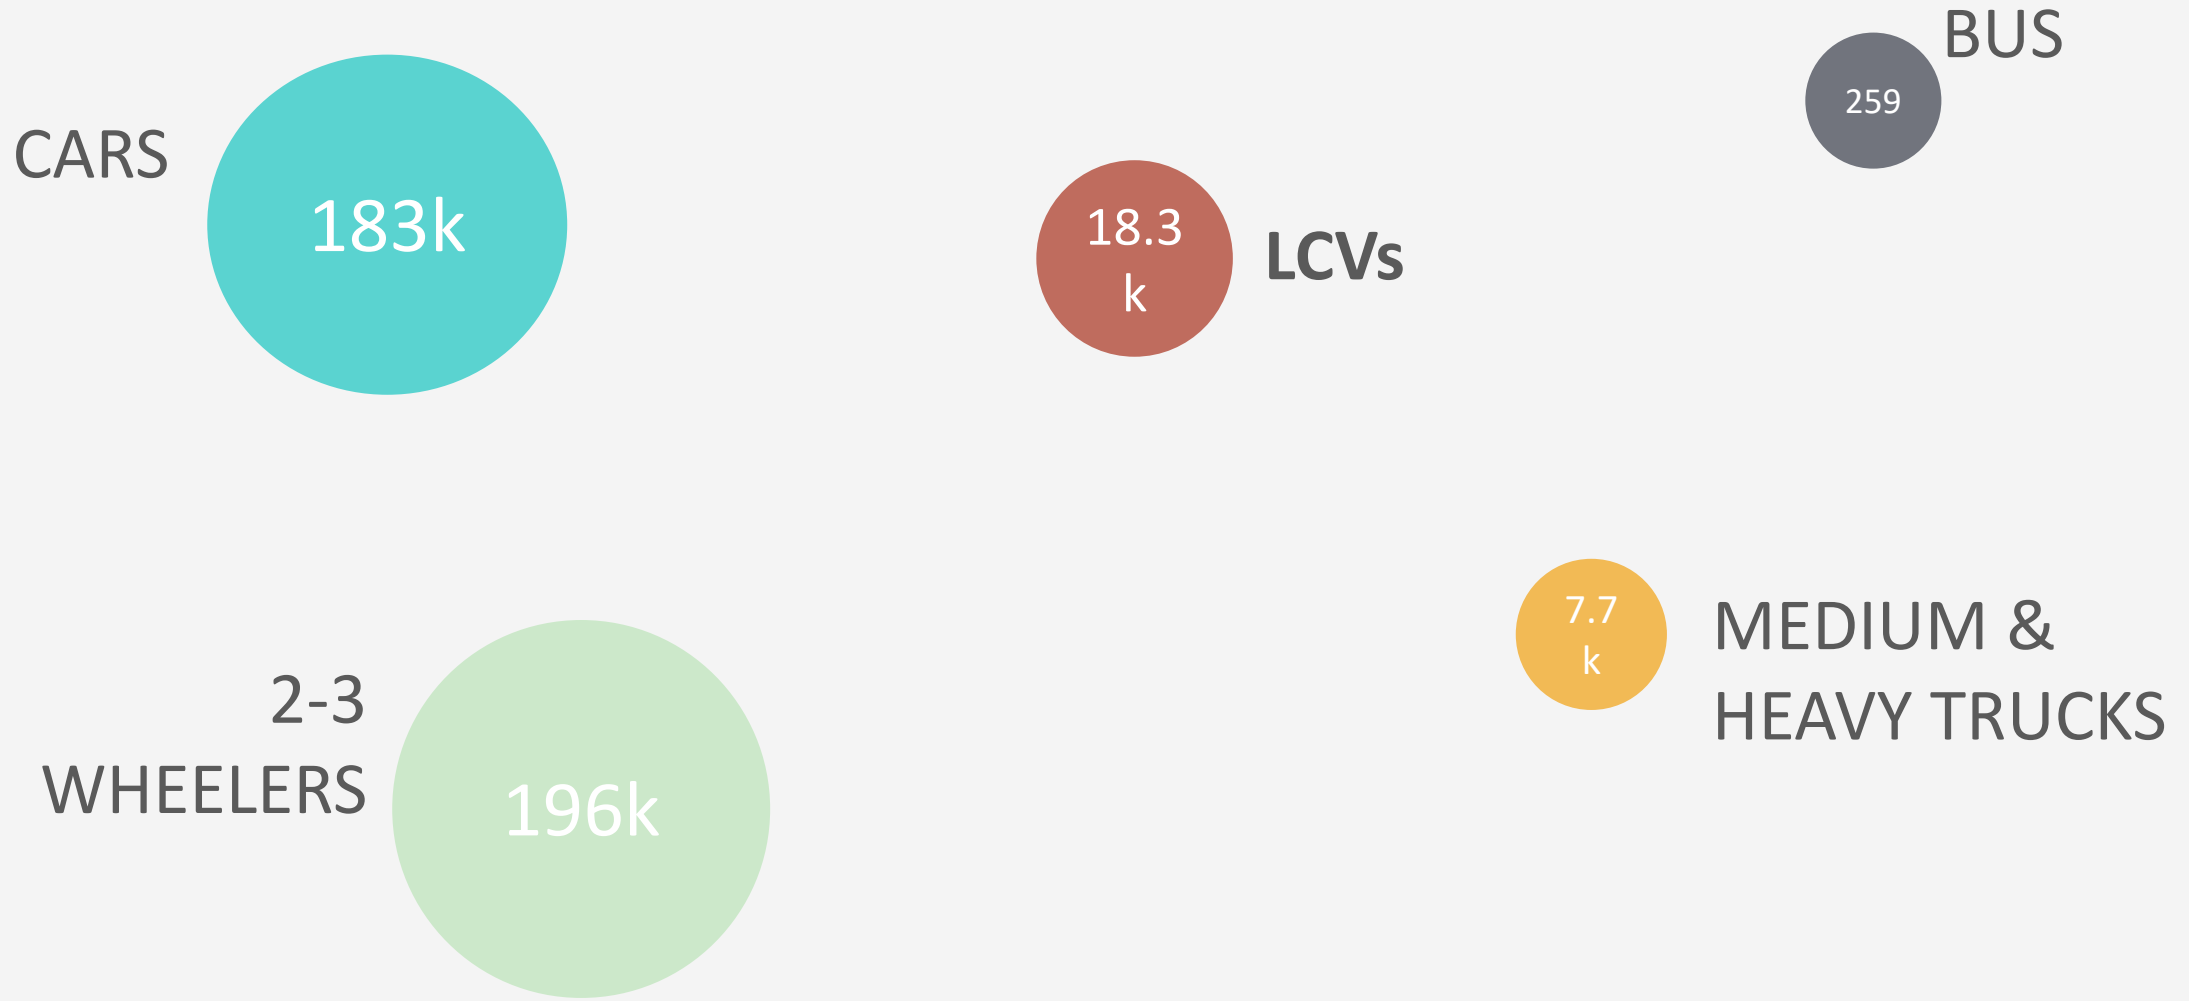 CARS
183k
18.3
k
LCVs
BUS
259
2-3
WHEELERS
196k
7.7
k
MEDIUM &
HEAVY TRUCKS